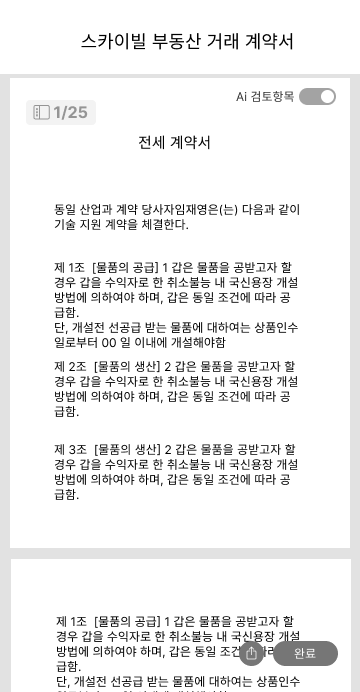 스카이빌 부동산 거래 계약서
Ai 검토항목
1/25
전세 계약서
동일 산업과 계약 당사자임재영은(는) 다음과 같이
기술 지원 계약을 체결한다.
제 1조 [물품의 공급] 1 갑은 물품을 공받고자 할
경우 갑을 수익자로 한 취소불능 내 국신용장 개설
방법에 의하여야 하며, 갑은 동일 조건에 따라 공
급함.
단, 개설전 선공급 받는 물품에 대하여는 상품인수
일로부터 00 일 이내에 개설해야함
제 2조 [물품의 생산] 2 갑은 물품을 공받고자 할
경우 갑을 수익자로 한 취소불능 내 국신용장 개설
방법에 의하여야 하며, 갑은 동일 조건에 따라 공
급함.
제 3조 [물품의 생산] 2 갑은 물품을 공받고자 할
경우 갑을 수익자로 한 취소불능 내 국신용장 개설
방법에 의하여야 하며, 갑은 동일 조건에 따라 공
급함.
제 1조 [물품의 공급] 1 갑은 물품을 공받고자 할
경우 갑을 수익자로 한 취소불능 내 국신용장 개설
방법에 의하여야 하며, 갑은 동일 공
완료
급함.
단, 개설전 선공급 받는 물품에 대하여는 상품인수